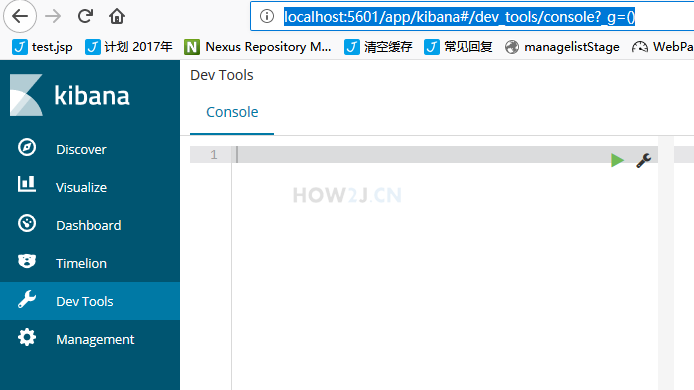 localhost:5601/app/kibana#/dev_tools/console?_g=()
test.jsp 计划 2017年 Nexus Repository M... 清空缓存 常见回复 managelistStage WebPa
kibana
Dev Tools
Console
Discover
Visualize
Dashboard
Timelion
Dev Tools
Management
1
HOW2J.CN